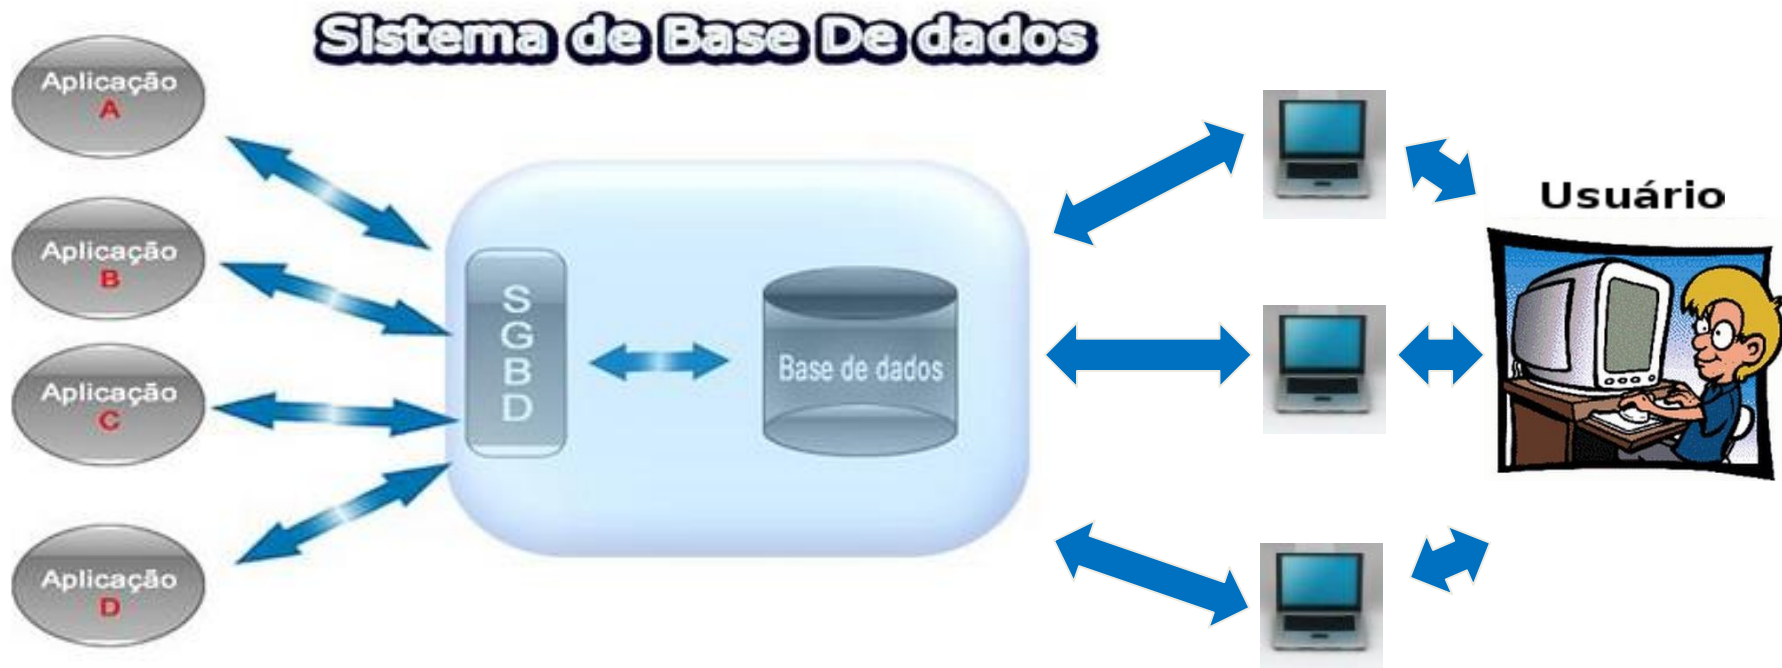 Sistema de Base De dados
Aplicação
A
Aplicação
B
Aplicação
C
Aplicação
D
S
G
B
D
Base de dados
Usuário